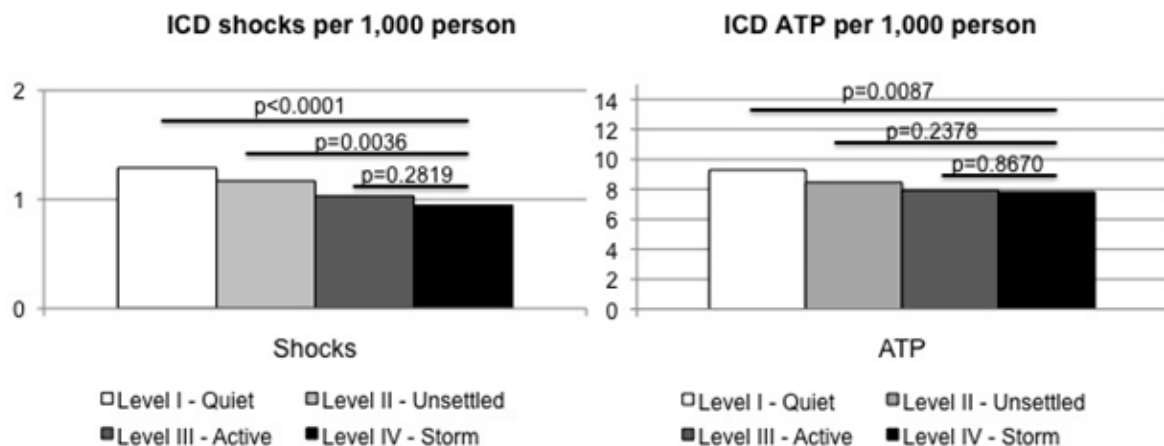 ICD shocks per 1,000 person
2
1
0
p<0.0001
p=0.0036
p=0.2819
Shocks
Level I - Quiet
Level II - Unsettled
Level III - Active
Level IV - Storm
ICD ATP per 1,000 person
14
12
10
8
6
4
2
0
p=0.0087
p=0.2378
p=0.8670
ATP
Level I - Quiet
Level II - Unsettled
Level III - Active
Level IV - Storm